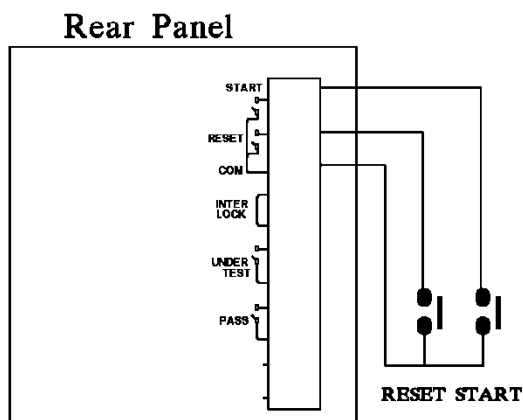 Rear Panel
START
RESET
COM
INTER
LOCK
UNDER
TEST
PASS
RESET START